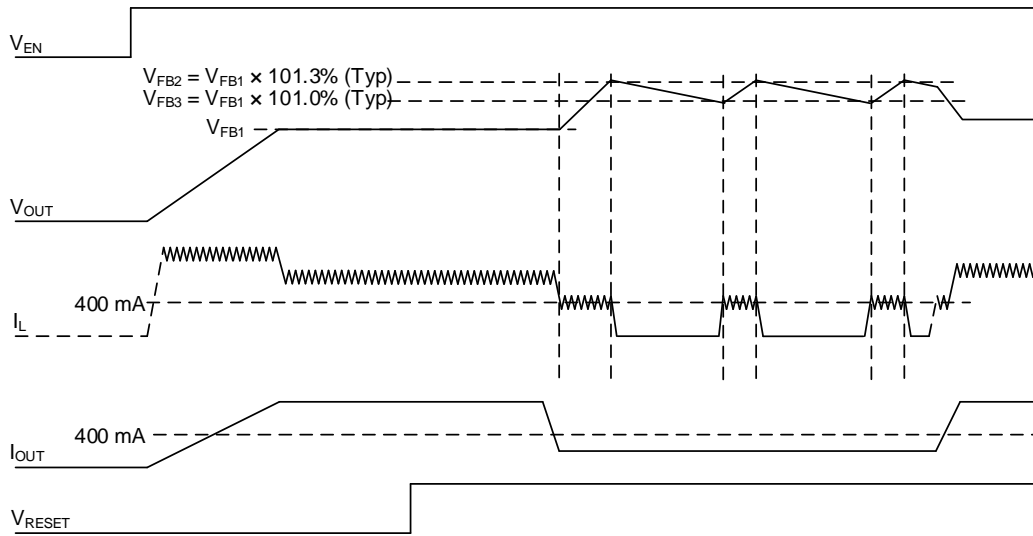 VEN
VFB2 = VFB1 × 101.3% (Typ)
VFB3 = VFB1 × 101.0% (Typ)
VFB1
VOUT
400 mA
IL
400 mA
IOUT
VRESET